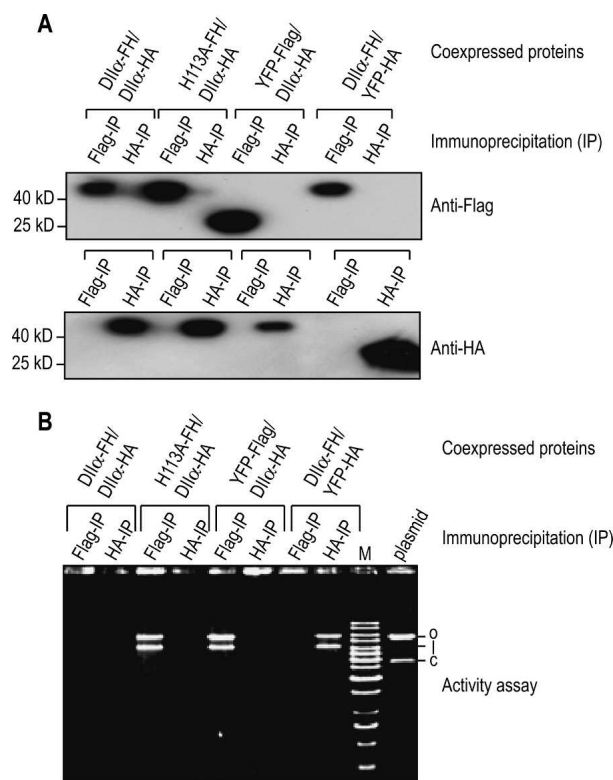 A
DIIα-FH/
DIIα-HA
H113A-FH/
DIIα-HA
YFP-Flag/
DIIα-HA
DIIα-FH/
YFP-HA
Coexpressed proteins
Flag-IP
HA-IP
Flag-IP
HA-IP
Flag-IP
HA-IP
Flag-IP
HA-IP
Immunoprecipitation (IP)
40 kD
25 kD
Anti-Flag
Flag-IP
HA-IP
Flag-IP
HA-IP
Flag-IP
HA-IP
Flag-IP
HA-IP
40 kD
25 kD
Anti-HA
B
DIIα-FH/
DIIα-HA
H113A-FH/
DIIα-HA
YFP-Flag/
DIIα-HA
DIIα-FH/
YFP-HA
Coexpressed proteins
Flag-IP
HA-IP
Flag-IP
HA-IP
Flag-IP
HA-IP
Flag-IP
HA-IP
M
plasmid
Immunoprecipitation (IP)
O
I
C
Activity assay